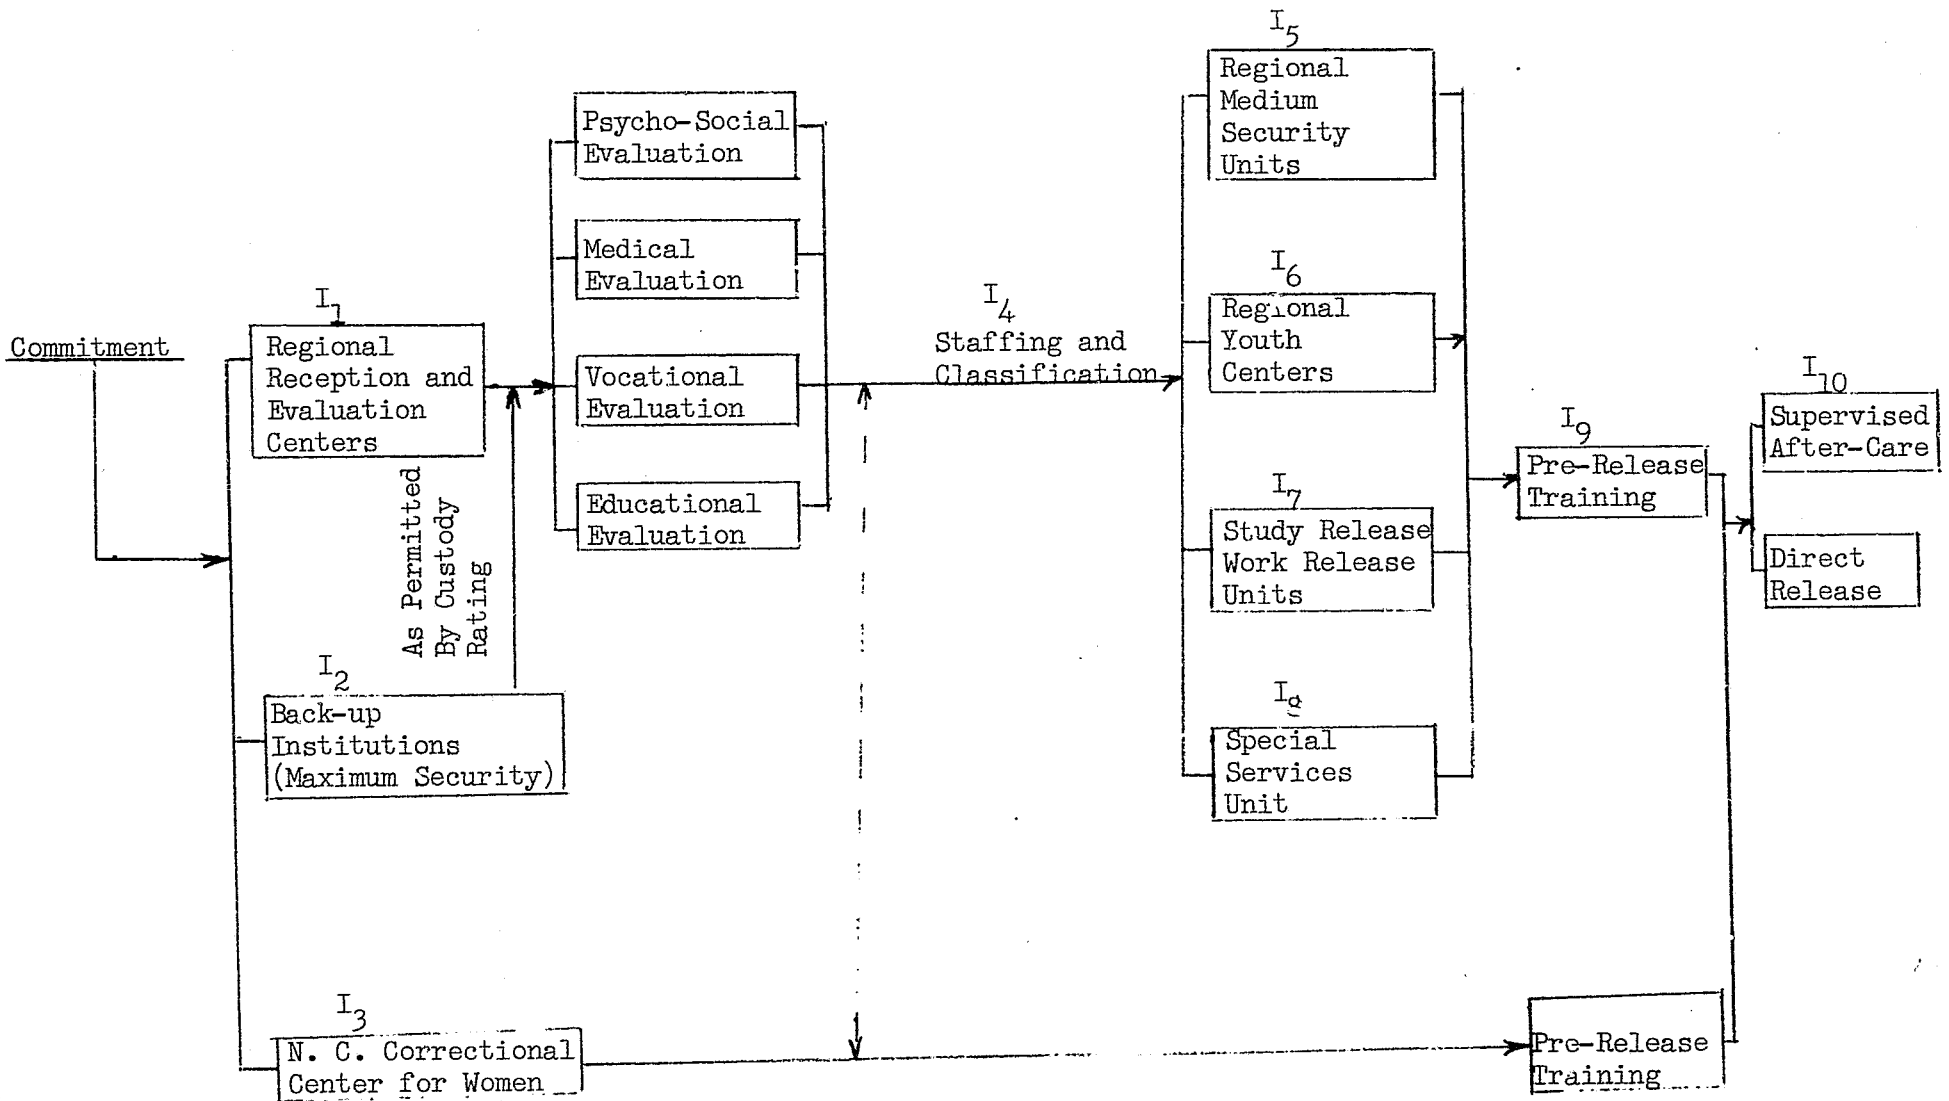 Commitment
I1
Regional
Reception and
Evaluation
Centers
As Permitted
By Custody
Rating
I2
Back-up
Institutions
(Maximum Security)
I3
N. C. Correctional
Center for Women
Psycho-Social
Evaluation
Medical
Evaluation
Vocational
Evaluation
Educational
Evaluation
I4
Staffing and
Classification
I5
Regional
Medium
Security
Units
I6
Regional
Youth
Centers
I7
Study Release
Work Release
Units
I8
Special
Services
Unit
I9
Pre-Release
Training
Pre-Release
Training
I10
Supervised
After-Care
Direct
Release